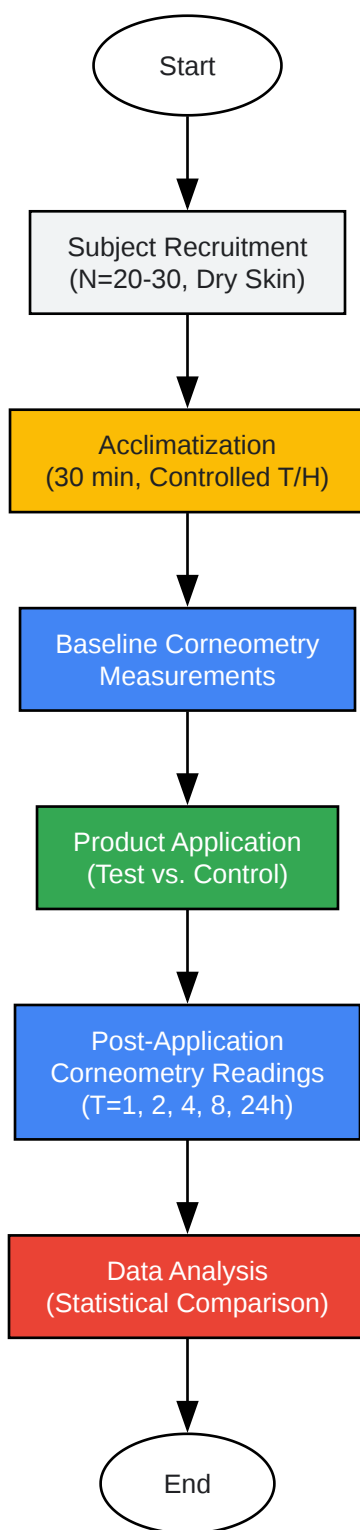 Start
Subject Recruitment
(N=20-30, Dry Skin)
Acclimatization
(30 min, Controlled T/H)
Baseline Corneometry
Measurements
Product Application
(Test vs. Control)
Post-Application
Corneometry Readings
(T=1, 2, 4, 8, 24h)
Data Analysis
(Statistical Comparison)
End